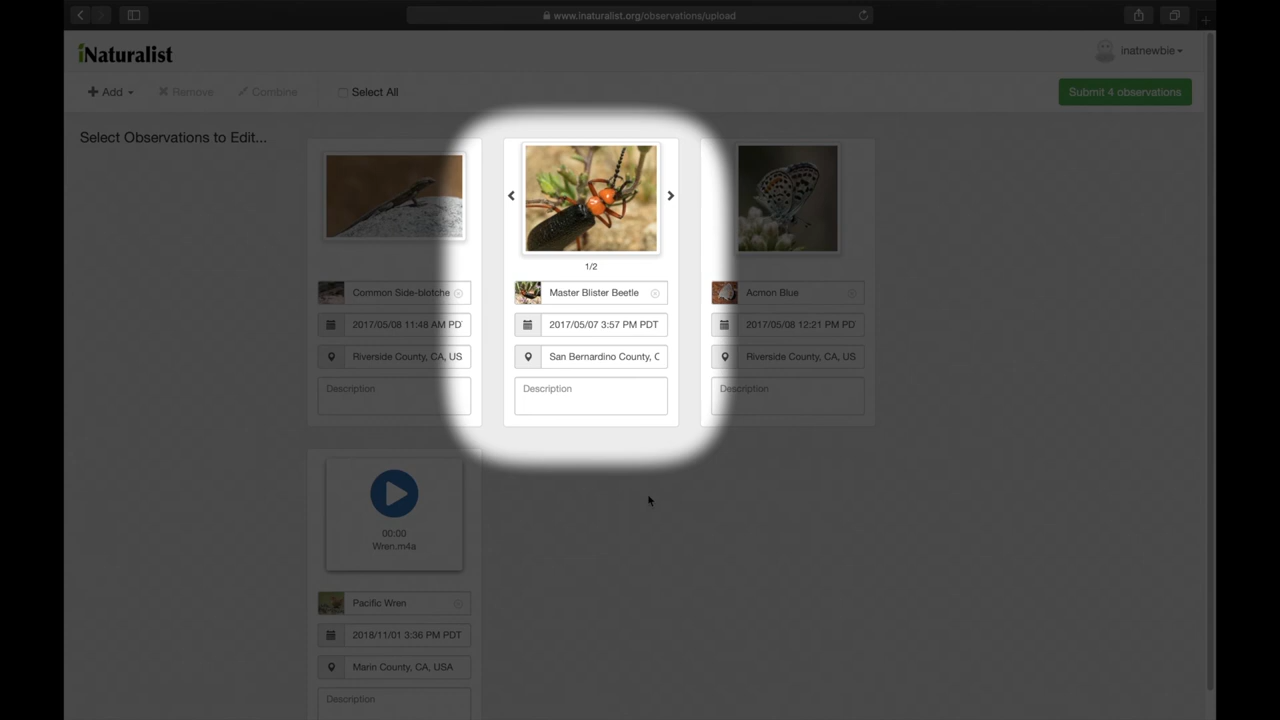 www.inaturalist.org/observations/upload
iNaturalist
inatnewbie
Add
Remove
Combine
Select All
Submit 4 observations
Select Observations to Edit...
1/2
Common Side-blotche
Master Blister Beetle
Acmon Blue
2017/05/08 11:48 AM PD
2017/05/07 3:57 PM PDT
2017/05/08 12:21 PM PD
Riverside County, CA, US
San Bernardino County, C
Riverside County, CA, US
Description
Description
Description
00:00
Wren.m4a
Pacific Wren
2018/11/01 3:36 PM PDT
Marin County, CA, USA
Description